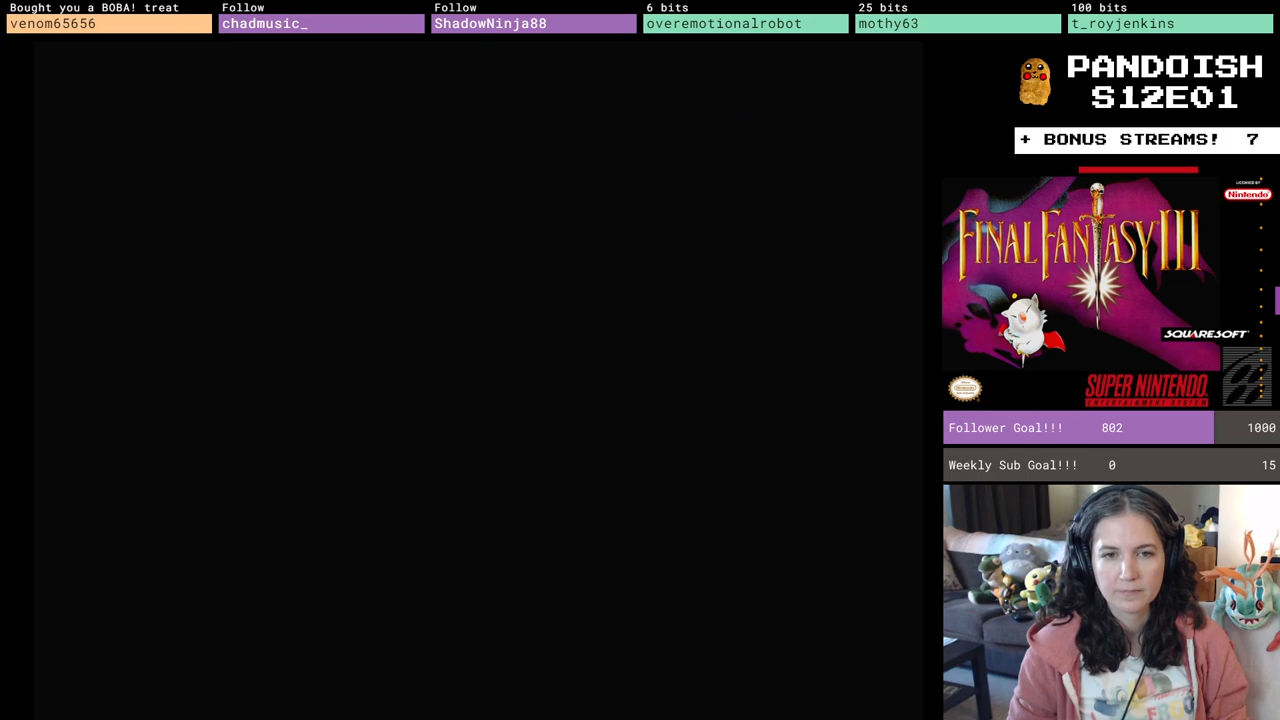 Bought you a BOBA! treat
venom65656
Follow
chadmusic_
Follow
ShadowNinja88
6 bits
overemotionalrobot
25 bits
mothy63
100 bits
t_royjenkins
PANDOISH
S12E01
+ BONUS STREAMS! 7
LICENSED BY
Nintendo
FINAL FANTASY III
SQUARESOFT
SUPER NINTENDO
ENTERTAINMENT SYSTEM
Follower Goal!!! 802 1000
Weekly Sub Goal!!! 0 15